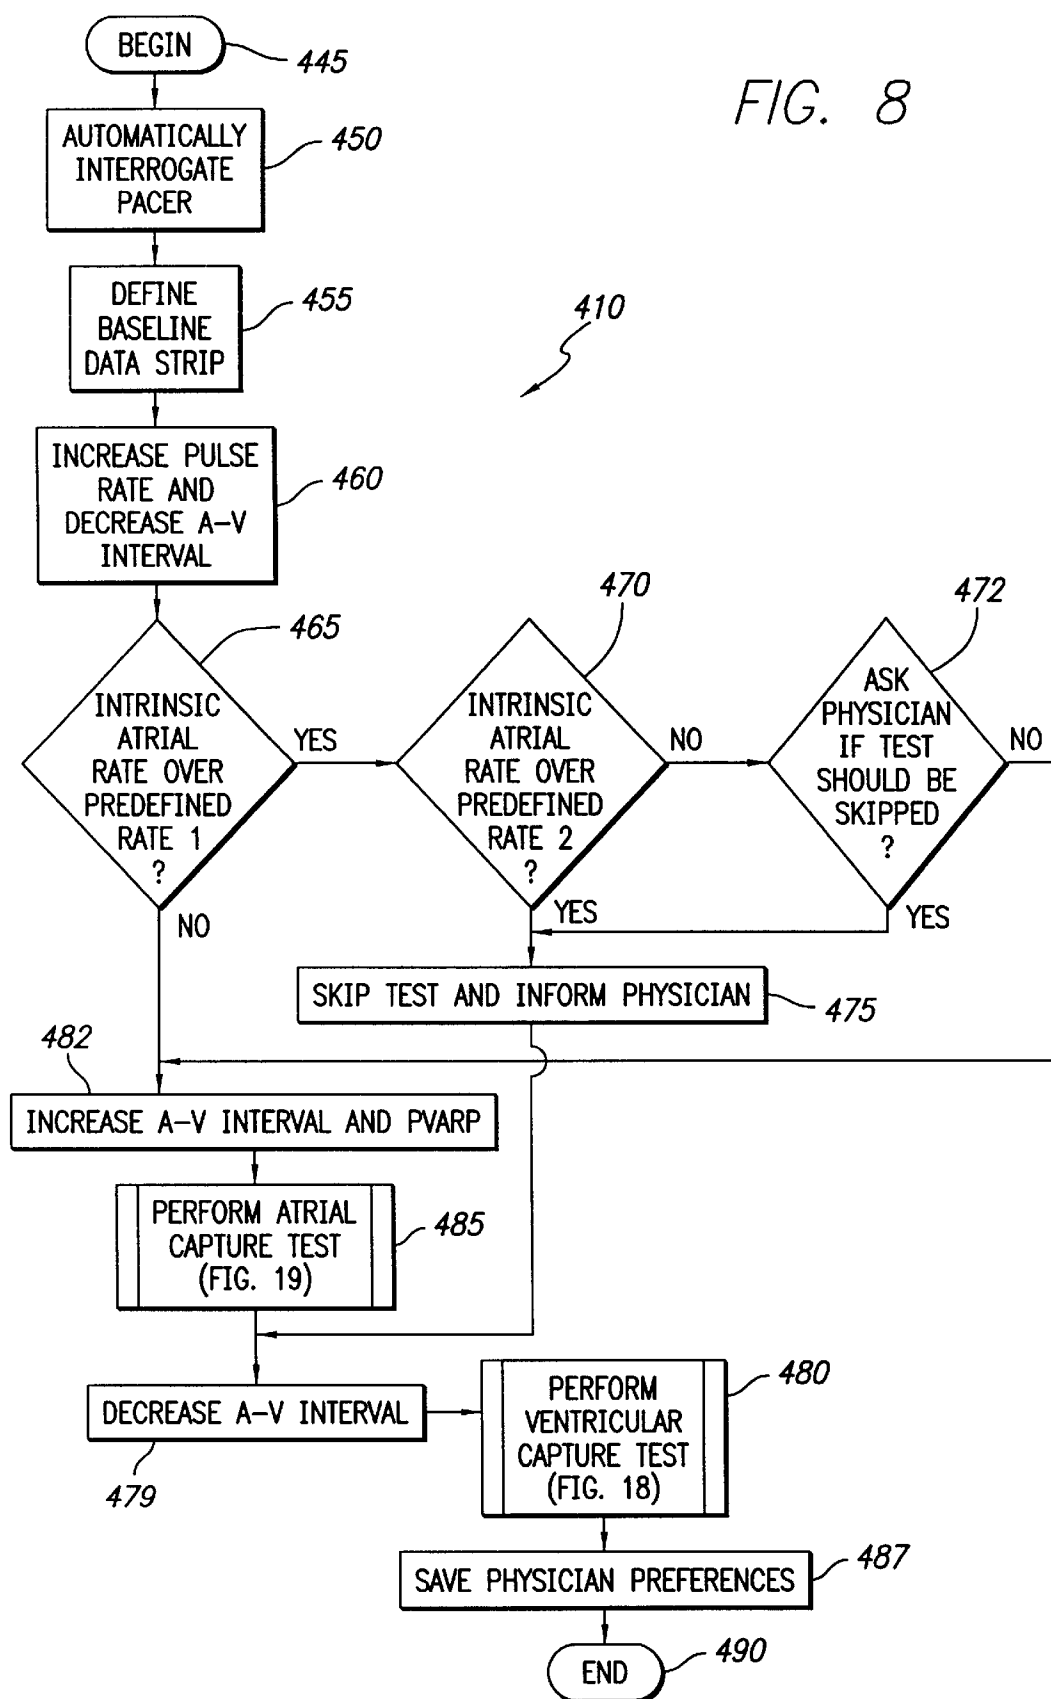 BEGIN
445
FIG. 8
AUTOMATICALLY
INTERROGATE
PACER
450
DEFINE
BASELINE
DATA STRIP
455
410
INCREASE PULSE
RATE AND
DECREASE A-V
INTERVAL
460
465
INTRINSIC
ATRIAL
RATE OVER
PREDEFINED
RATE 1
?
YES
NO
470
INTRINSIC
ATRIAL
RATE OVER
PREDEFINED
RATE 2
?
NO
YES
472
ASK
PHYSICIAN
IF TEST
SHOULD BE
SKIPPED
?
NO
YES
SKIP TEST AND INFORM PHYSICIAN
475
482
INCREASE A-V INTERVAL AND PVARP
PERFORM ATRIAL
CAPTURE TEST
(FIG. 19)
485
DECREASE A-V INTERVAL
479
PERFORM
VENTRICULAR
CAPTURE TEST
(FIG. 18)
480
SAVE PHYSICIAN PREFERENCES
487
END
490